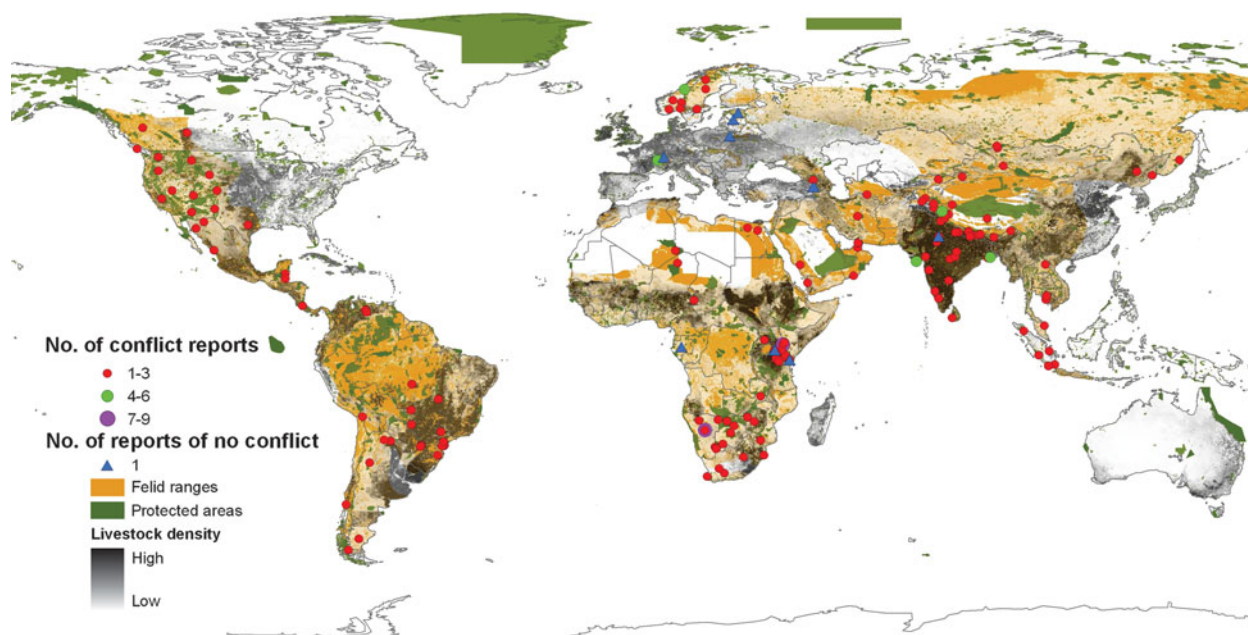 No. of conflict reports
1-3
4-6
7-9
No. of reports of no conflict
1
Felid ranges
Protected areas
Livestock density
High
Low